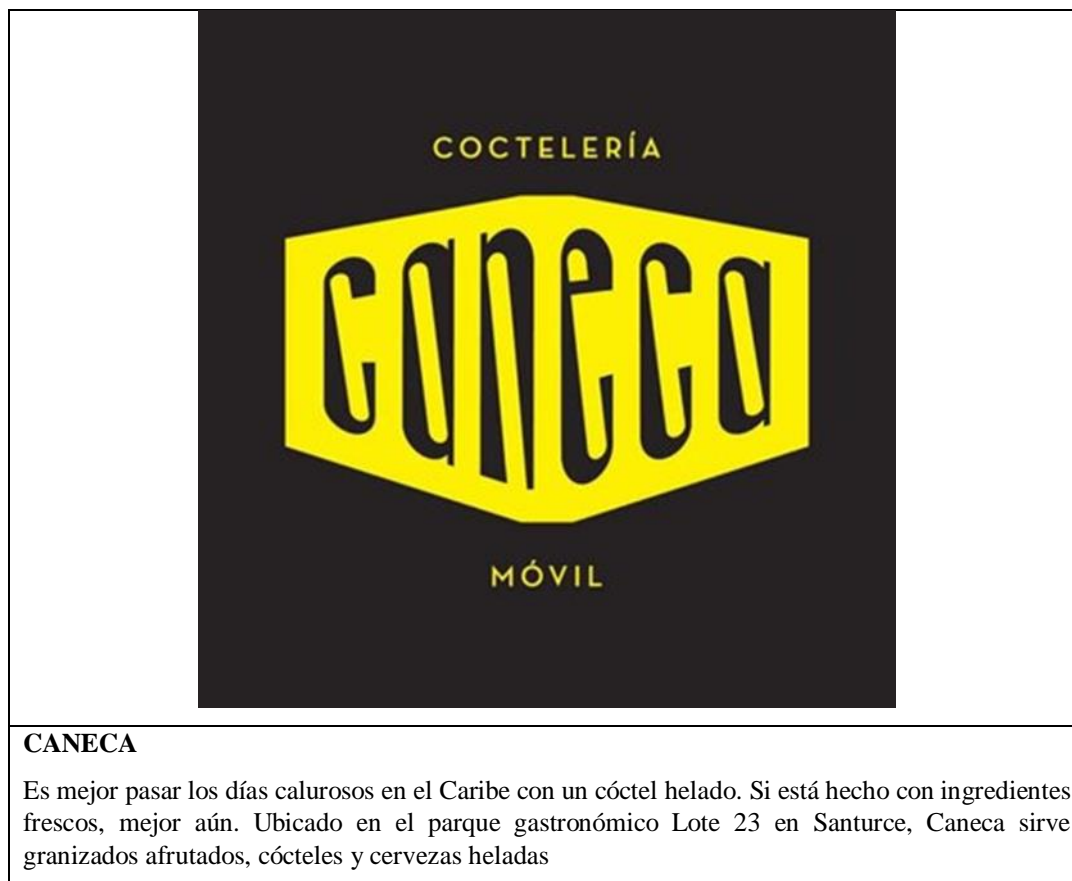 COCTELERÍA
caneca
MÓVIL
CANECA
Es mejor pasar los días calurosos en el Caribe con un cóctel helado. Si está hecho con ingredientes
frescos, mejor aún. Ubicado en el parque gastronómico Lote 23 en Santurce, Caneca sirve
granizados afrutados, cócteles y cervezas heladas